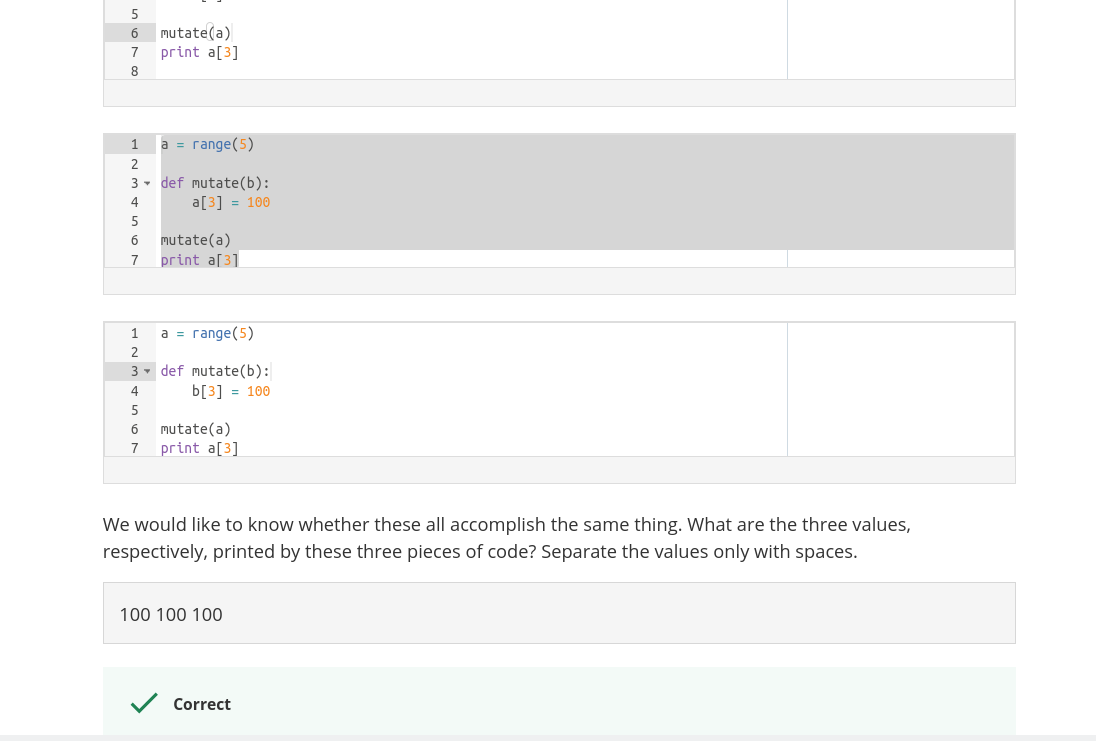 5
6 mutate(a)
7 print a[3]
8
1 a = range(5)
2
3 def mutate(b):
4     a[3] = 100
5
6 mutate(a)
7 print a[3]
1 a = range(5)
2
3 def mutate(b):
4     b[3] = 100
5
6 mutate(a)
7 print a[3]
We would like to know whether these all accomplish the same thing. What are the three values,
respectively, printed by these three pieces of code? Separate the values only with spaces.
100 100 100
Correct